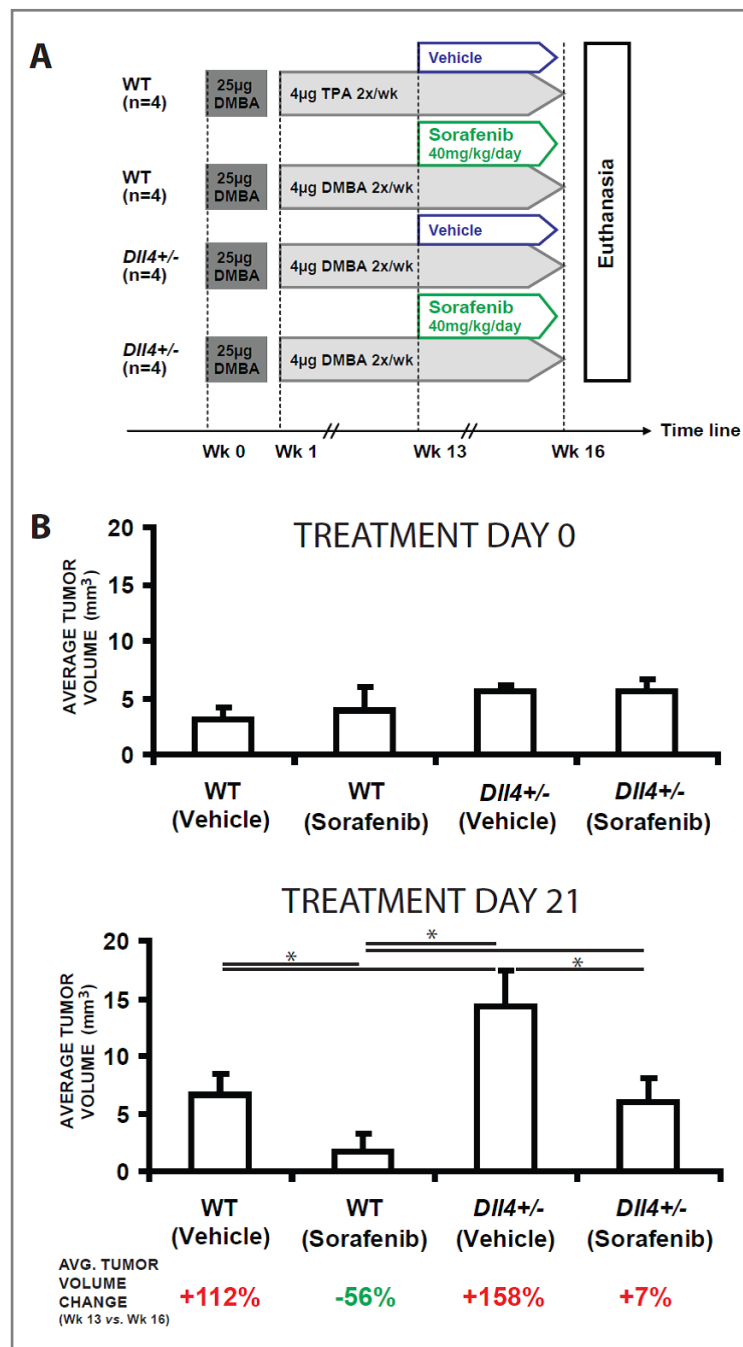 A
WT
(n=4)
25µg
DMBA
4µg TPA 2x/wk
Vehicle
WT
(n=4)
25µg
DMBA
4µg DMBA 2x/wk
Sorafenib
40mg/kg/day
Dll4+/-
(n=4)
25µg
DMBA
4µg DMBA 2x/wk
Vehicle
Dll4+/-
(n=4)
25µg
DMBA
4µg DMBA 2x/wk
Sorafenib
40mg/kg/day
Euthanasia
Wk 0
Wk 1
Wk 13
Wk 16
Time line
B
TREATMENT DAY 0
AVERAGE TUMOR
VOLUME (mm³)
20
15
10
5
0
WT
(Vehicle)
WT
(Sorafenib)
Dll4+/-
(Vehicle)
Dll4+/-
(Sorafenib)
TREATMENT DAY 21
AVERAGE TUMOR
VOLUME (mm³)
20
15
10
5
0
*
*
*
WT
(Vehicle)
WT
(Sorafenib)
Dll4+/-
(Vehicle)
Dll4+/-
(Sorafenib)
AVG. TUMOR
VOLUME
CHANGE
(Wk 13 vs. Wk 16)
+112%
-56%
+158%
+7%